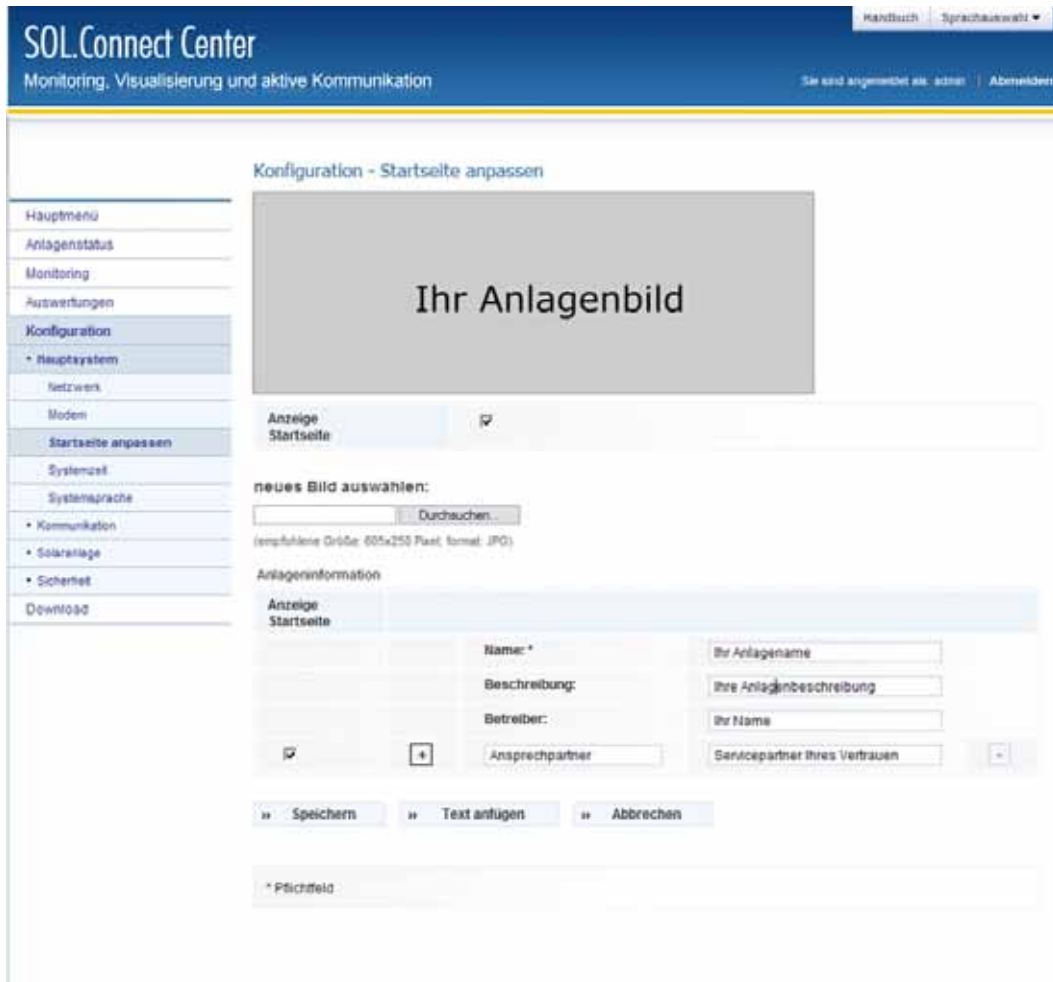 Handbuch Sprachauswahl
SOL.Connect Center
Monitoring, Visualisierung und aktive Kommunikation
Sie sind angemeldet als: admin | Abmelden
Konfiguration - Startseite anpassen
Hauptmenü
Anlagenstatus
Monitoring
Auswertungen
Konfiguration
• Hauptsystem
Netzwerk
Modem
Startseite anpassen
Systemzeit
Systemsprache
• Kommunikation
• Solaranlage
• Sicherheit
Download
Ihr Anlagenbild
Anzeige
Startseite
neues Bild auswählen:
Durchsuchen...
(empfohlene Größe: 605x250 Pixel, format: JPG)
Anlageninformation
Anzeige
Startseite
Name: * Ihr Anlagename
Beschreibung: Ihre Anlagenbeschreibung
Betreiber: Ihr Name
+ Ansprechpartner Servicepartner Ihres Vertrauen -
» Speichern » Text anfügen » Abbrechen
* Pflichtfeld